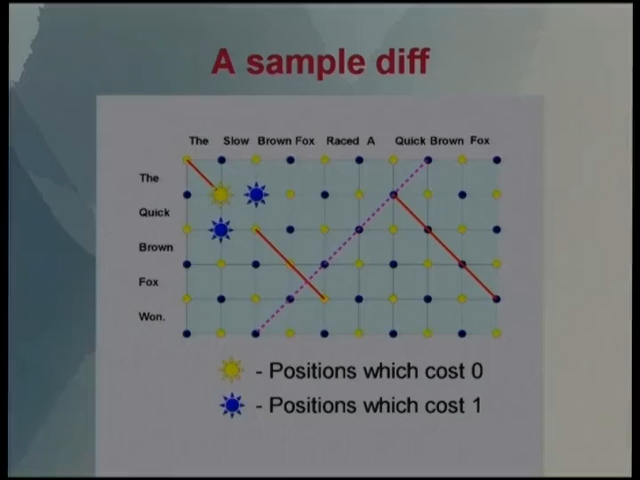 A sample diff
The Slow Brown Fox Raced A Quick Brown Fox
The
Quick
Brown
Fox
Won.
- Positions which cost 0
- Positions which cost 1